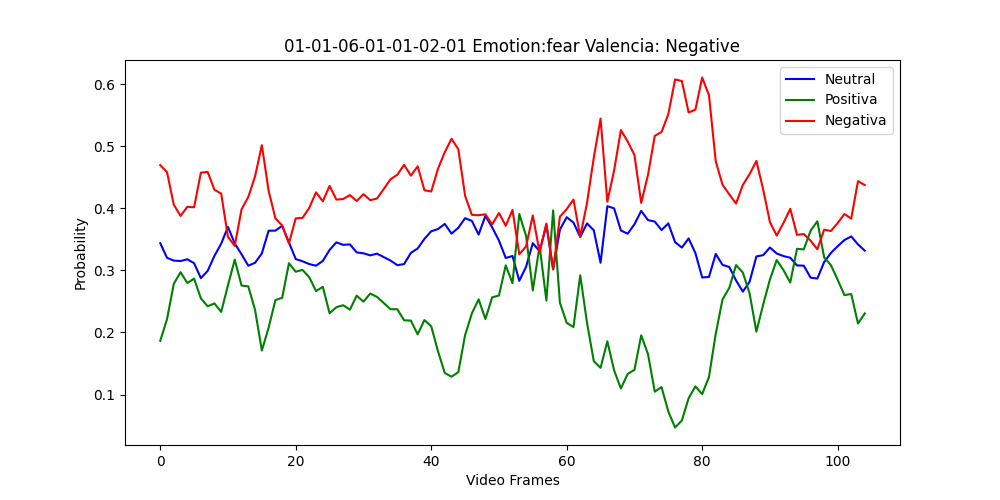 01-01-06-01-01-02-01 Emotion:fear Valencia: Negative
Neutral
Positiva
Negativa
Probability
0.6
0.5
0.4
0.3
0.2
0.1
0
20
40
60
80
100
Video Frames